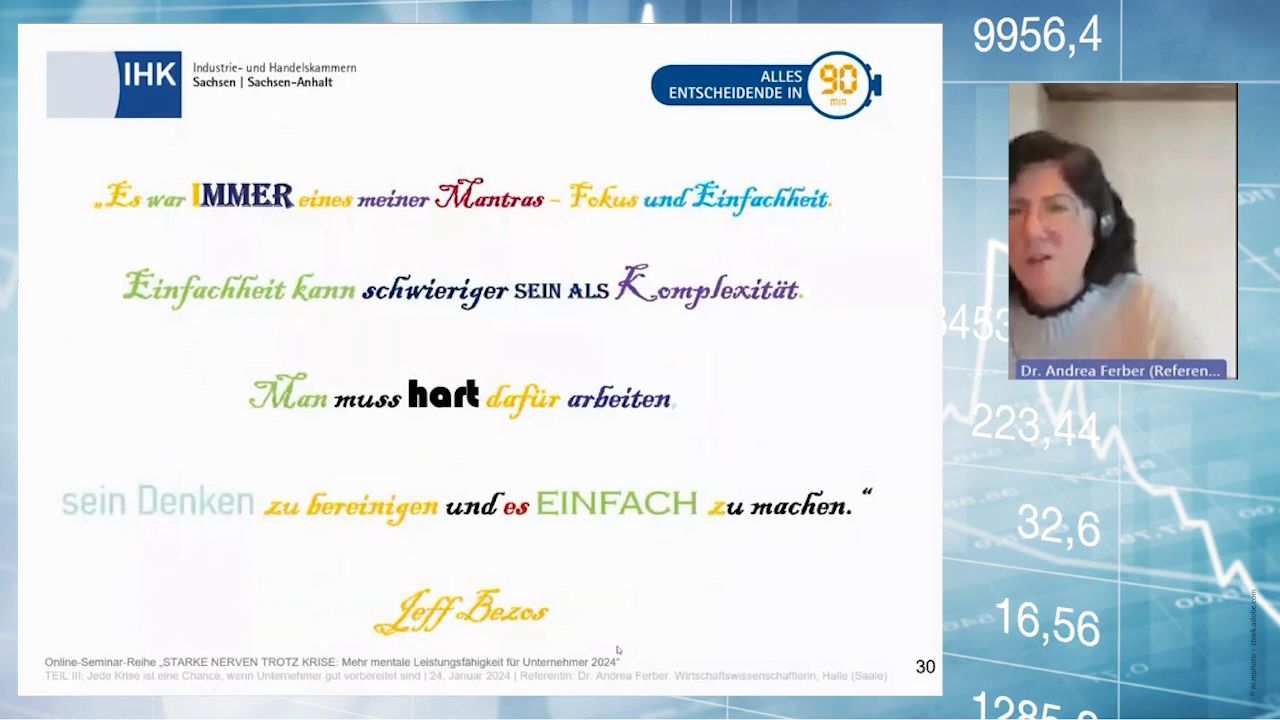 IHK
Industrie- und Handelskammern
Sachsen | Sachsen-Anhalt
ALLES
ENTSCHEIDENDE IN
90
min
„Es war IMMER eines meiner Mantras – Fokus und Einfachheit.
Einfachheit kann schwieriger SEIN ALS Komplexität.
Man muss hart dafür arbeiten,
sein Denken zu bereinigen und es EINFACH zu machen.“
Jeff Bezos
Online-Seminar-Reihe „STARKE NERVEN TROTZ KRISE: Mehr mentale Leistungsfähigkeit für Unternehmer 2024“
TEIL III: Jede Krise ist eine Chance, wenn Unternehmer gut vorbereitet sind | 24. Januar 2024 | Referentin: Dr. Andrea Ferber, Wirtschaftswissenschaftlerin, Halle (Saale)
30
9956,4
Dr. Andrea Ferber (Referen...
223,44
32,6
16,56